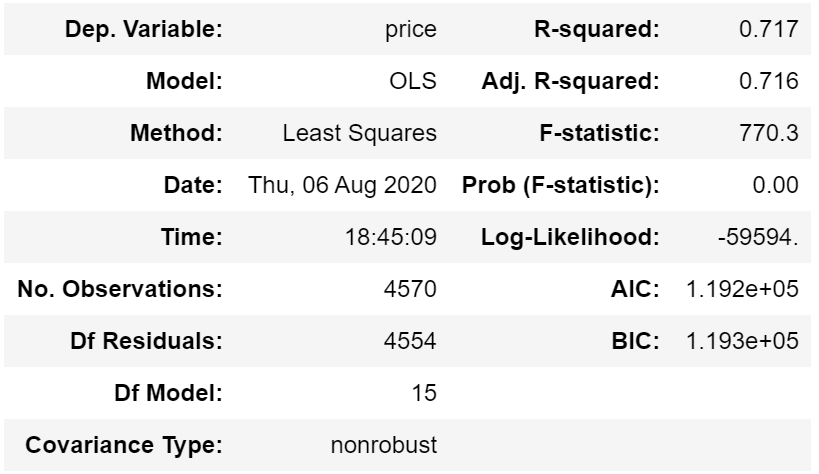 Dep. Variable: price R-squared: 0.717
Model: OLS Adj. R-squared: 0.716
Method: Least Squares F-statistic: 770.3
Date: Thu, 06 Aug 2020 Prob (F-statistic): 0.00
Time: 18:45:09 Log-Likelihood: -59594.
No. Observations: 4570 AIC: 1.192e+05
Df Residuals: 4554 BIC: 1.193e+05
Df Model: 15
Covariance Type: nonrobust